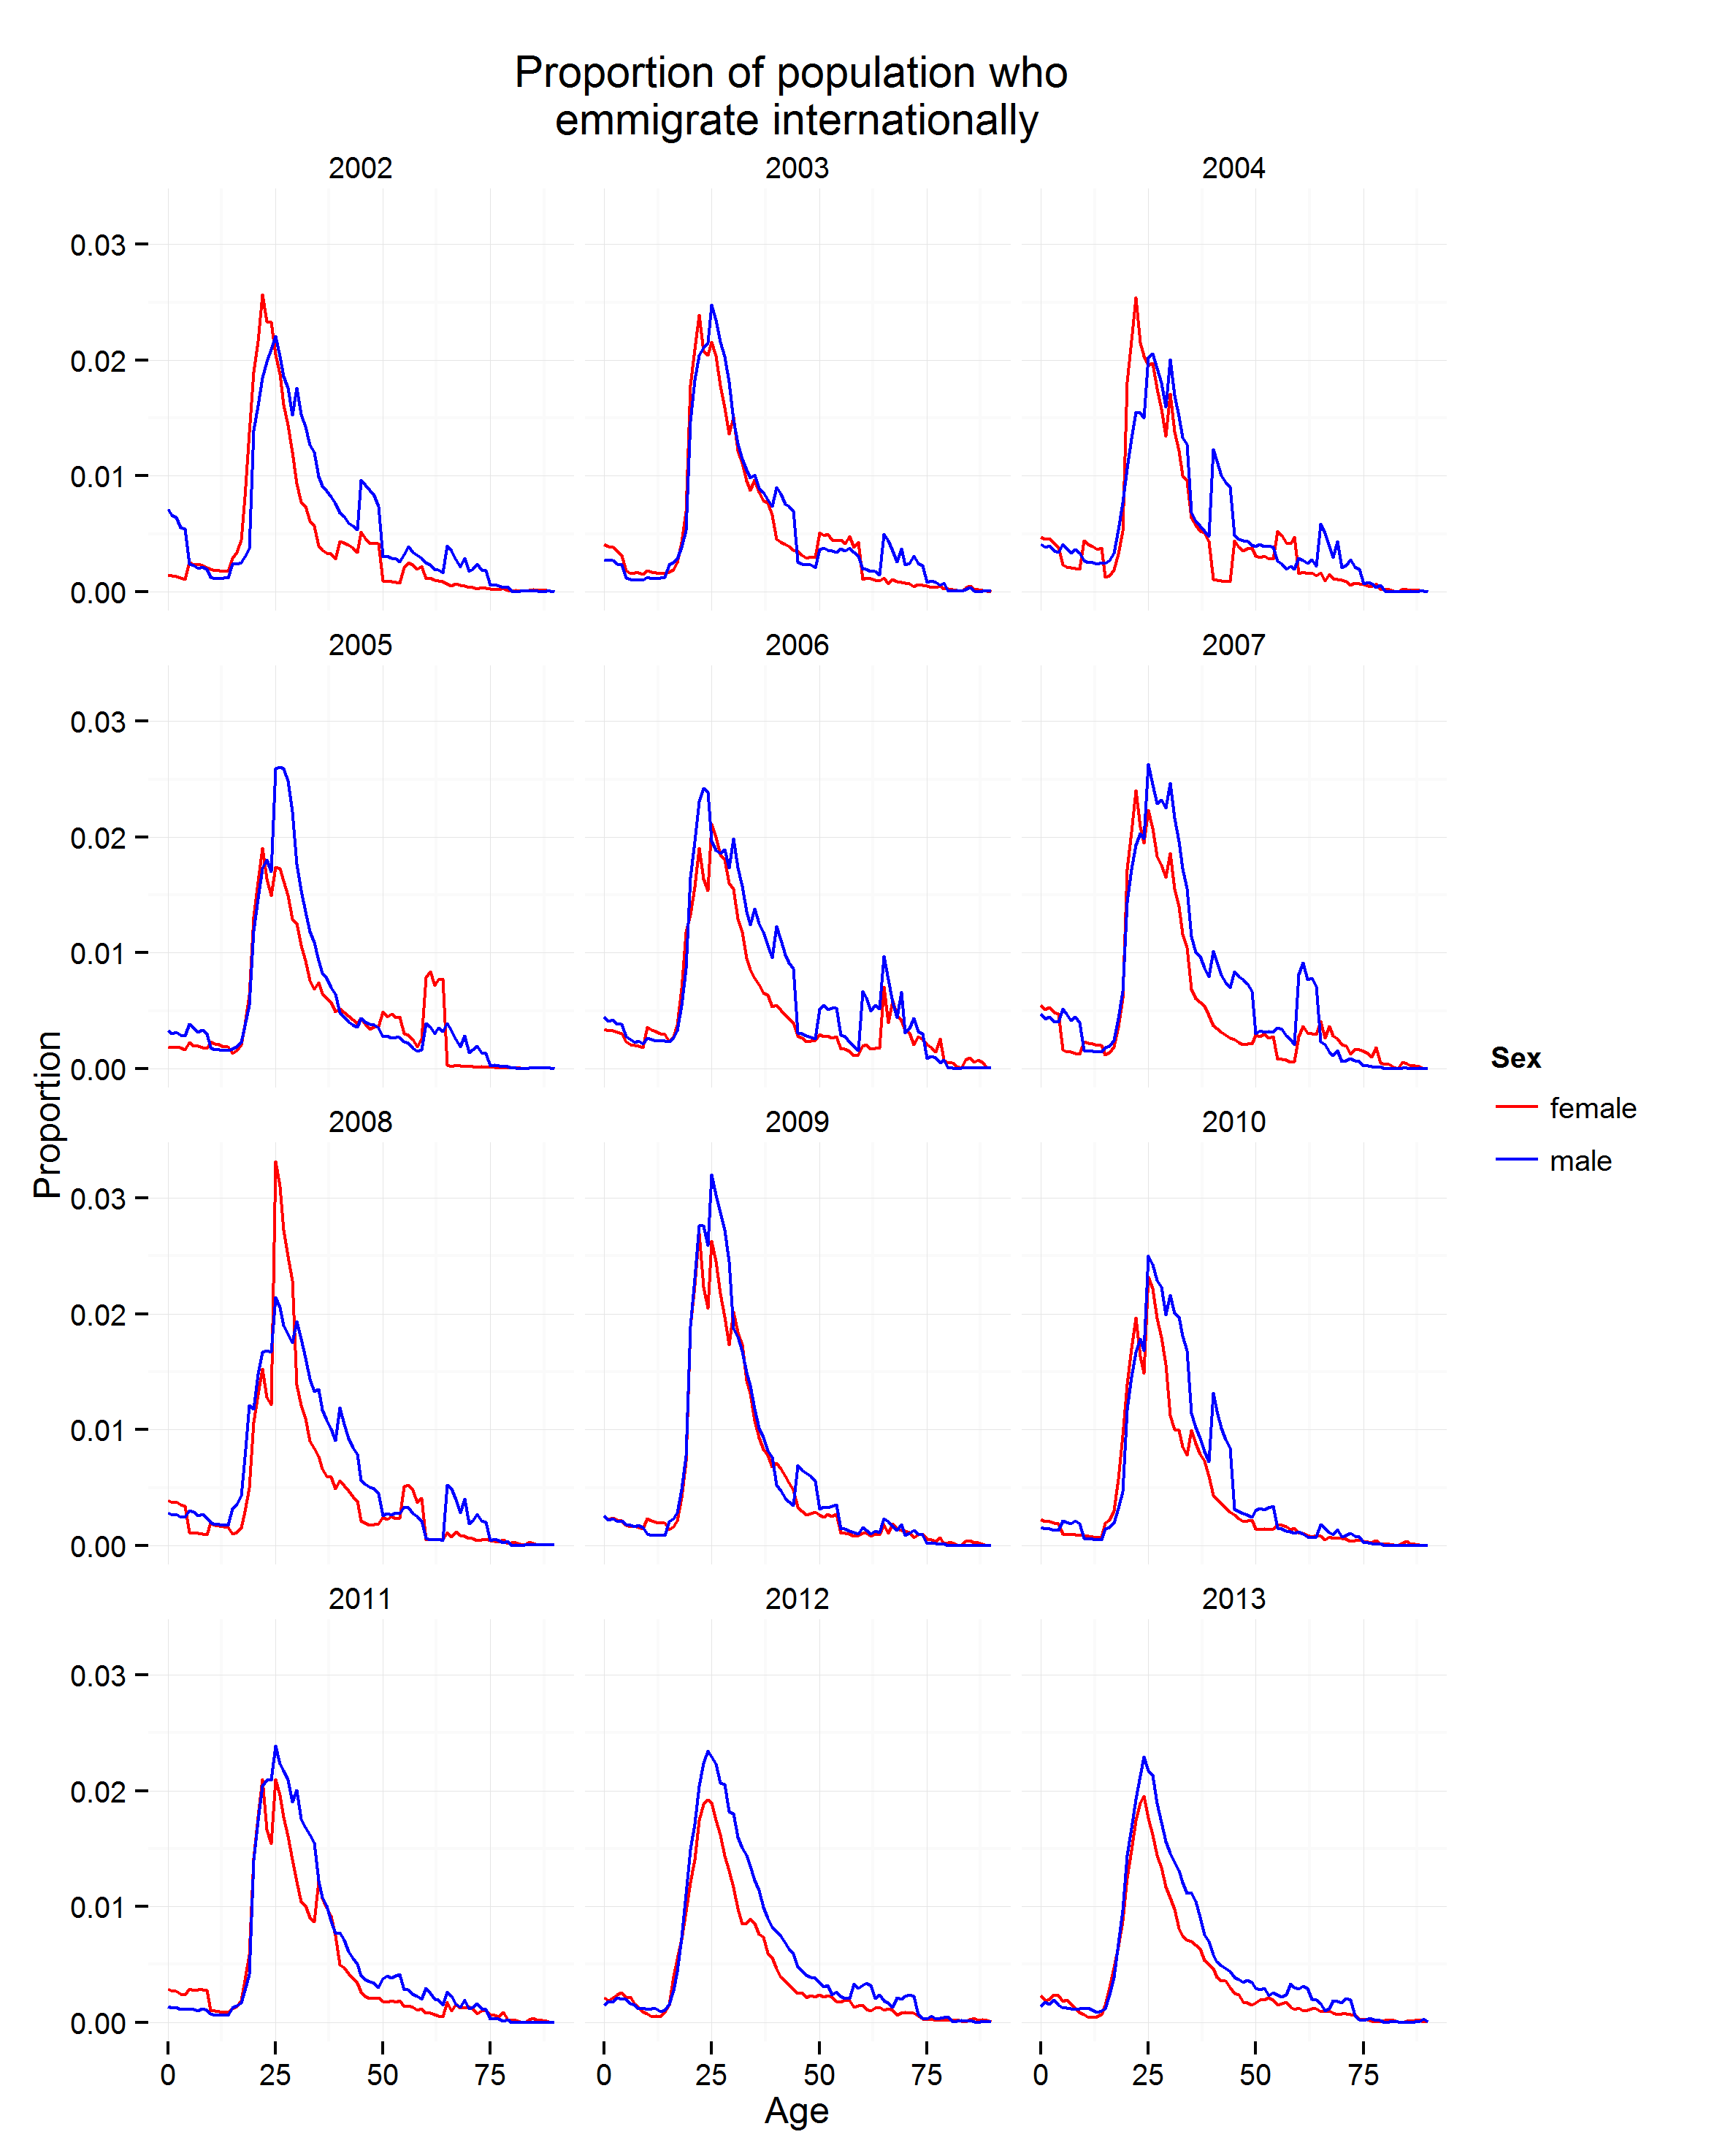 Proportion of population who
emmigrate internationally
2002 2003 2004
0.03
0.02
0.01
0.00
2005 2006 2007
0.03
0.02
0.01
0.00
2008 2009 2010
0.03
0.02
0.01
0.00
2011 2012 2013
0.03
0.02
0.01
0.00
0 25 50 75 0 25 50 75 0 25 50 75
Age
Proportion
Sex
female
male